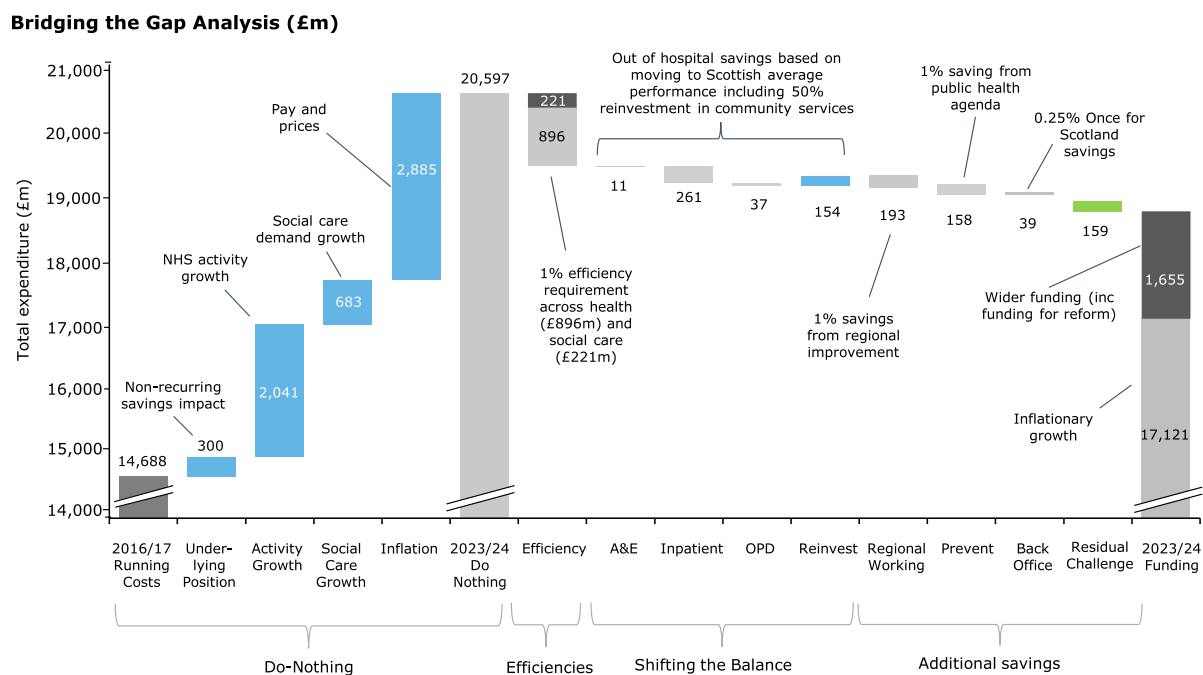 Bridging the Gap Analysis (£m)
Total expenditure (£m)
21,000
20,000
19,000
18,000
17,000
16,000
15,000
14,000
14,688
Non-recurring
savings impact
300
NHS activity
growth
2,041
Social care
demand growth
683
Pay and
prices
2,885
20,597
221
896
1% efficiency
requirement
across health
(£896m) and
social care
(£221m)
Out of hospital savings based on
moving to Scottish average
performance including 50%
reinvestment in community services
11
261
37
154
193
1% savings
from regional
improvement
1% saving from
public health
agenda
158
0.25% Once for
Scotland
savings
39
159
Wider funding (inc
funding for reform)
1,655
Inflationary
growth
17,121
2016/17
Running
Costs
Under-
lying
Position
Activity
Growth
Social
Care
Growth
Inflation
2023/24
Do
Nothing
Efficiency
A&E
Inpatient
OPD
Reinvest
Regional
Working
Prevent
Back
Office
Residual
Challenge
2023/24
Funding
Do-Nothing
Efficiencies
Shifting the Balance
Additional savings